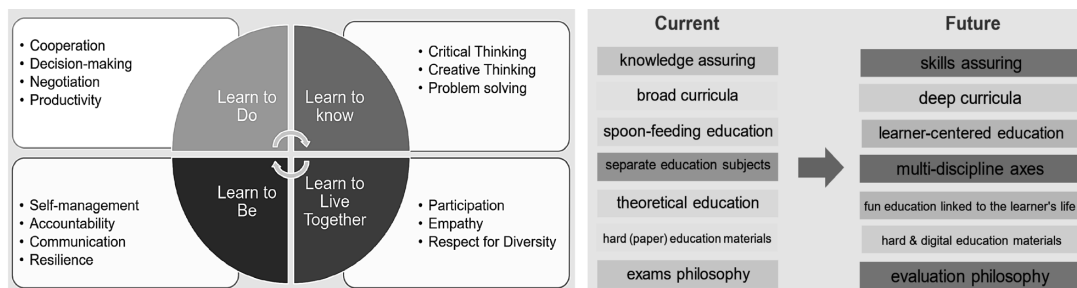 • Cooperation
• Decision-making
• Negotiation
• Productivity
Learn to
Do
Learn to
know
• Critical Thinking
• Creative Thinking
• Problem solving
• Self-management
• Accountability
• Communication
• Resilience
Learn to
Be
Learn to
Live
Together
• Participation
• Empathy
• Respect for Diversity
Current
knowledge assuring
broad curricula
spoon-feeding education
separate education subjects
theoretical education
hard (paper) education materials
exams philosophy
Future
skills assuring
deep curricula
learner-centered education
multi-discipline axes
fun education linked to the learner's life
hard & digital education materials
evaluation philosophy